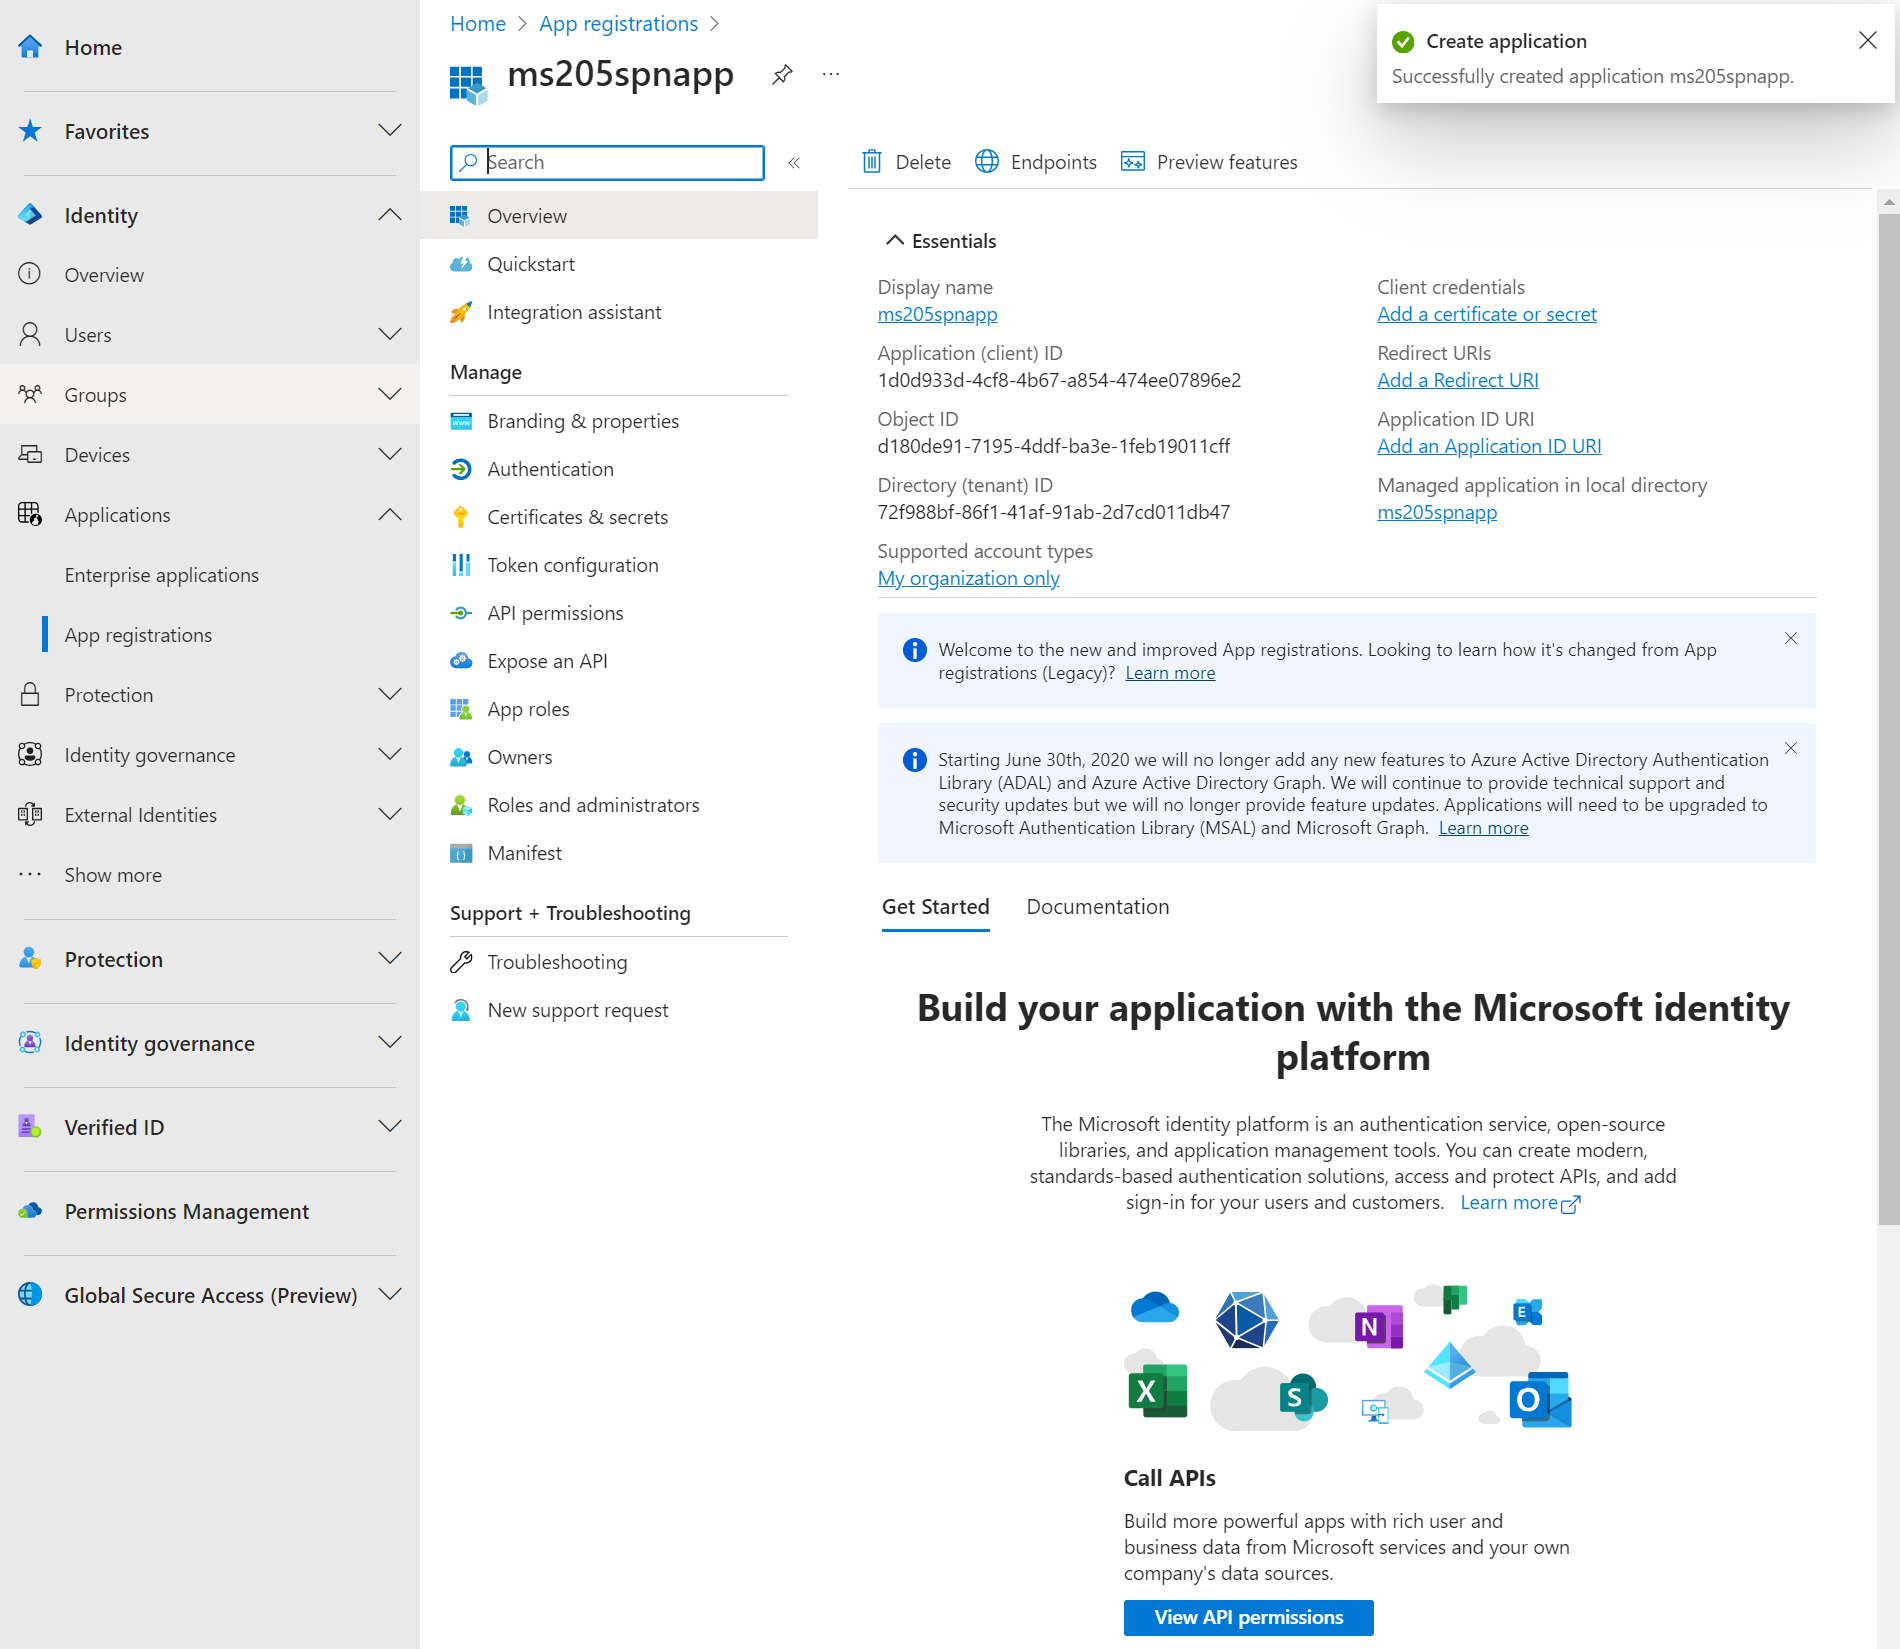 Home
Favorites
Identity
Overview
Users
Groups
Devices
Applications
Enterprise applications
App registrations
Protection
Identity governance
External Identities
Show more
Protection
Identity governance
Verified ID
Permissions Management
Global Secure Access (Preview)
Home > App registrations >
ms205spnapp
Search
Overview
Quickstart
Integration assistant
Manage
Branding & properties
Authentication
Certificates & secrets
Token configuration
API permissions
Expose an API
App roles
Owners
Roles and administrators
Manifest
Support + Troubleshooting
Troubleshooting
New support request
Create application
Successfully created application ms205spnapp.
Delete
Endpoints
Preview features
Essentials
Display name
ms205spnapp
Application (client) ID
1d0d933d-4cf8-4b67-a854-474ee07896e2
Object ID
d180de91-7195-4ddf-ba3e-1feb19011cff
Directory (tenant) ID
72f988bf-86f1-41af-91ab-2d7cd011db47
Supported account types
My organization only
Client credentials
Add a certificate or secret
Redirect URIs
Add a Redirect URI
Application ID URI
Add an Application ID URI
Managed application in local directory
ms205spnapp
Welcome to the new and improved App registrations. Looking to learn how it's changed from App
registrations (Legacy)? Learn more
Starting June 30th, 2020 we will no longer add any new features to Azure Active Directory Authentication
Library (ADAL) and Azure Active Directory Graph. We will continue to provide technical support and
security updates but we will no longer provide feature updates. Applications will need to be upgraded to
Microsoft Authentication Library (MSAL) and Microsoft Graph. Learn more
Get Started
Documentation
Build your application with the Microsoft identity
platform
The Microsoft identity platform is an authentication service, open-source
libraries, and application management tools. You can create modern,
standards-based authentication solutions, access and protect APIs, and add
sign-in for your users and customers. Learn more
N
E
X
S
O
Call APIs
Build more powerful apps with rich user and
business data from Microsoft services and your own
company's data sources.
View API permissions